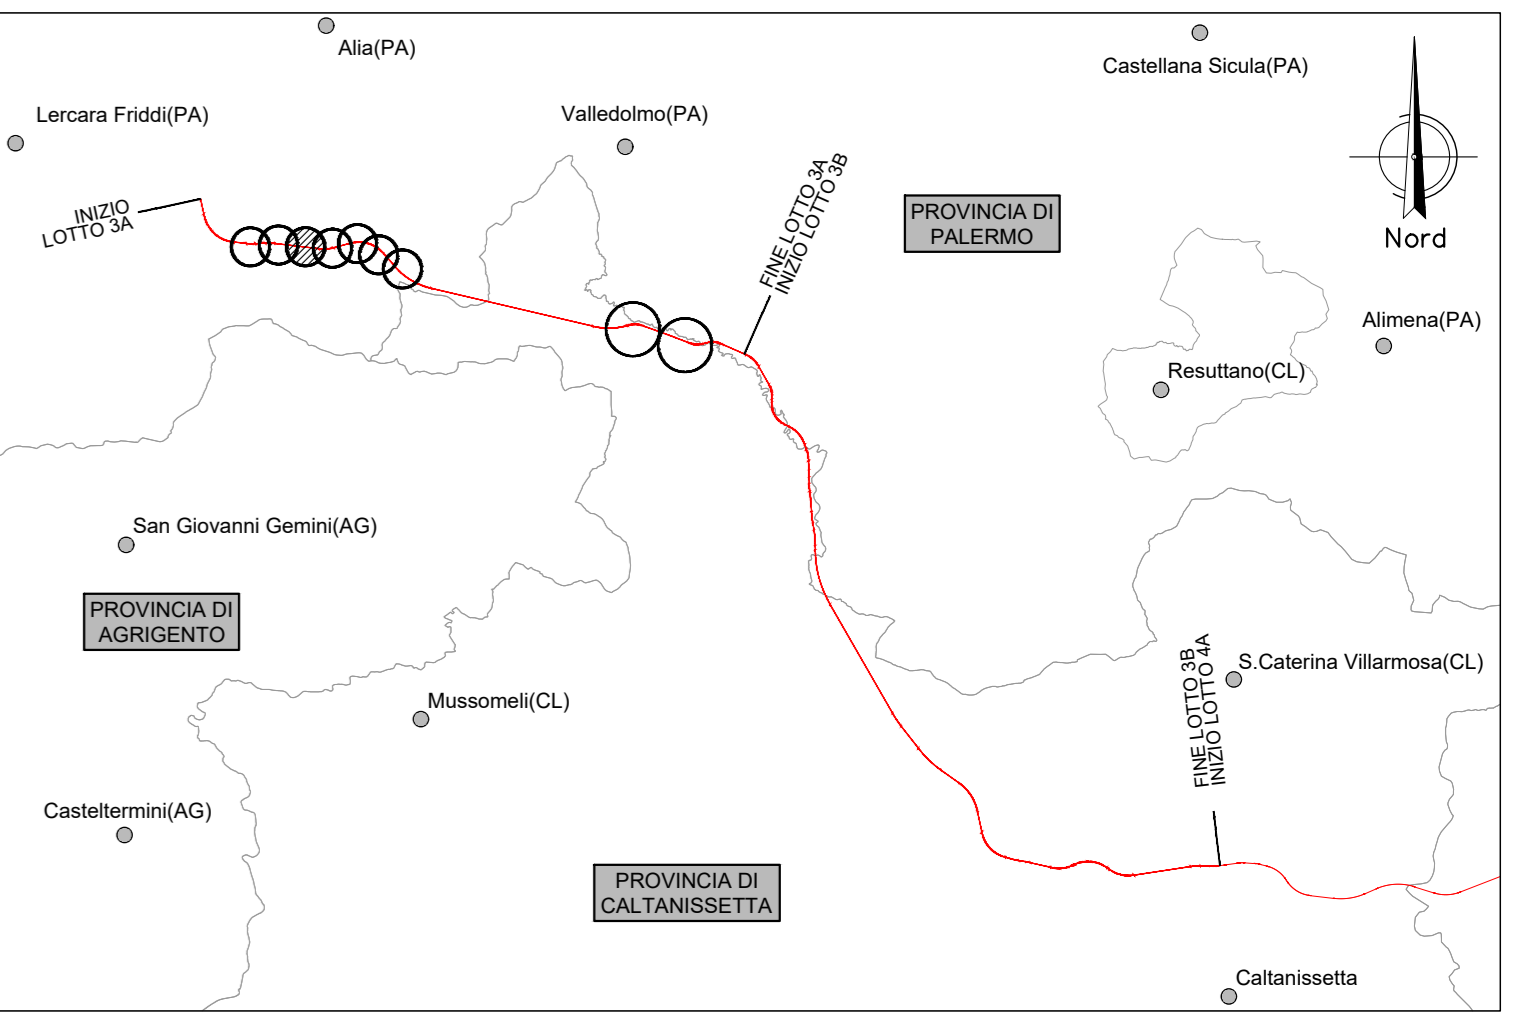 Alia(PA)
Castellana Sicula(PA)
Lercara Friddi(PA)
Valledolmo(PA)
INIZIO
LOTTO 3A
FINE LOTTO 3A
INIZIO LOTTO 3B
PROVINCIA DI
PALERMO
Nord
Alimena(PA)
Resuttano(CL)
San Giovanni Gemini(AG)
PROVINCIA DI
AGRIGENTO
FINE LOTTO 3B
INIZIO LOTTO 4A
S.Caterina Villarmosa(CL)
Mussomeli(CL)
Casteltermini(AG)
PROVINCIA DI
CALTANISSETTA
Caltanissetta